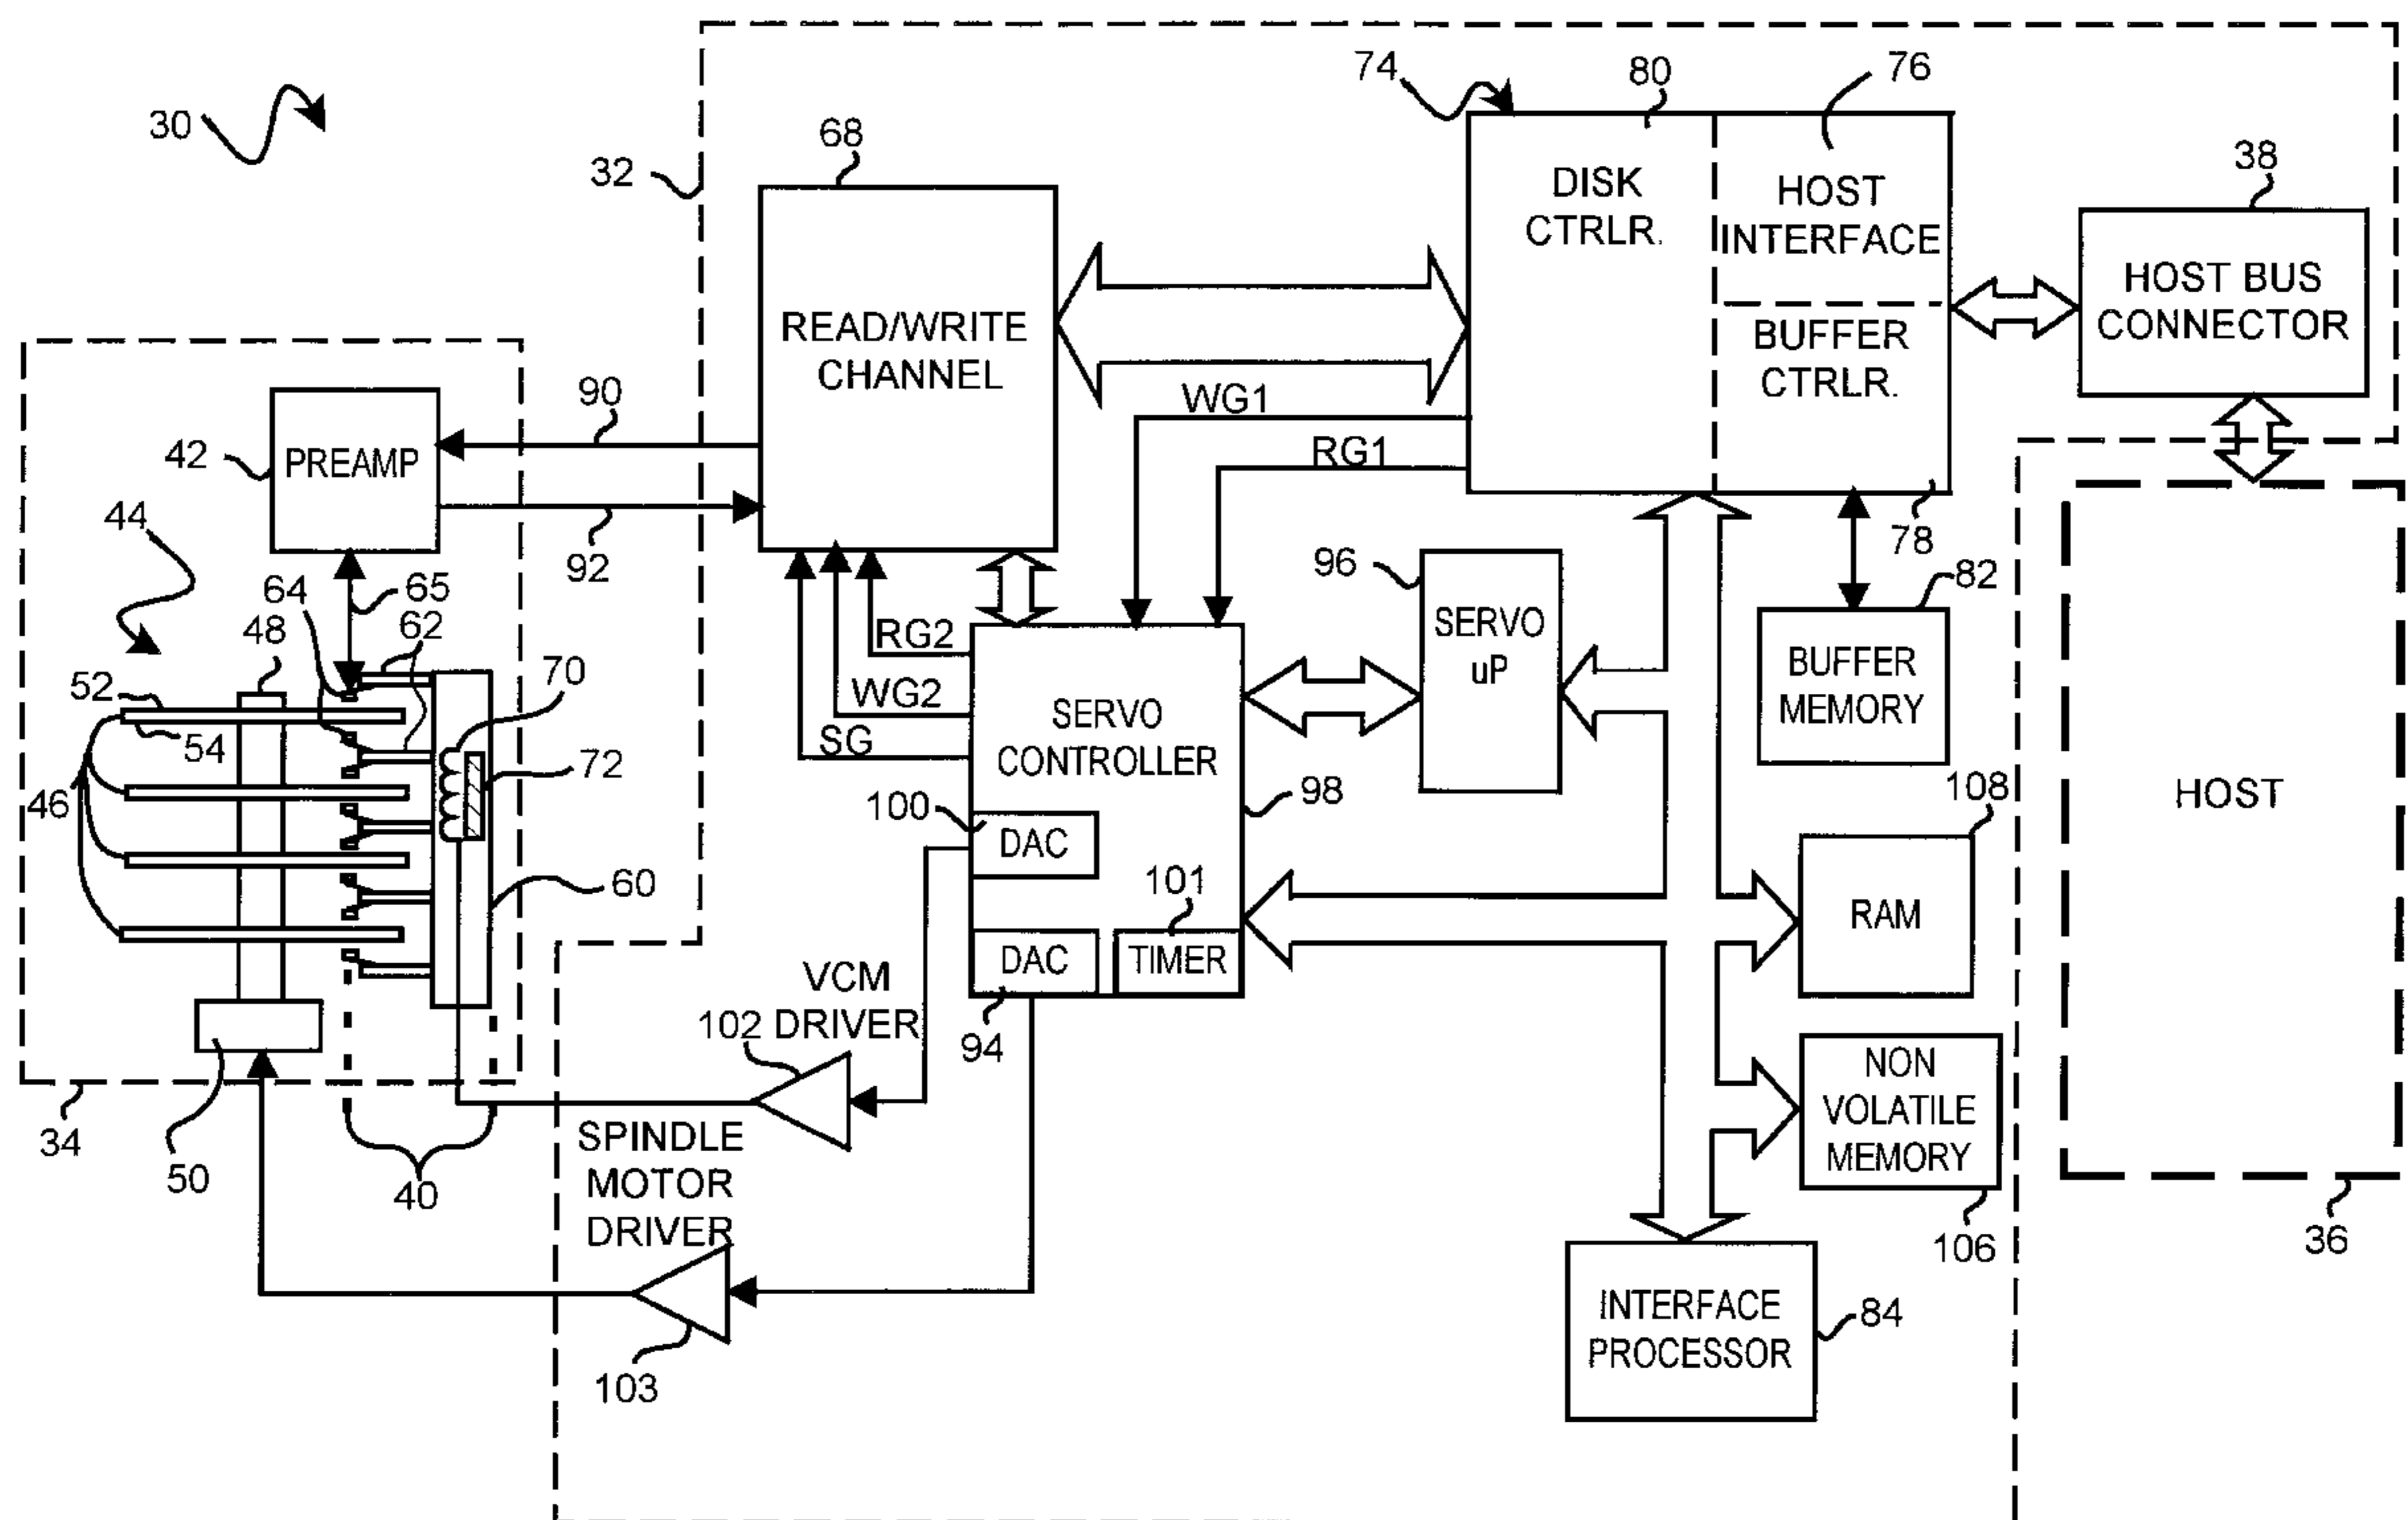 30
32
34
36
38
40
42
44
46
48
50
52
54
60
62
64
65
68
70
72
74
76
78
80
82
84
90
92
94
96
98
100
101
102
103
106
108
PREAMP
READ/WRITE
CHANNEL
DISK
CTRLR.
HOST
INTERFACE
BUFFER
CTRLR.
HOST BUS
CONNECTOR
WG1
RG1
RG2
WG2
SG
SERVO
CONTROLLER
DAC
DAC
TIMER
SERVO
uP
BUFFER
MEMORY
HOST
RAM
NON
VOLATILE
MEMORY
INTERFACE
PROCESSOR
VCM
DRIVER
SPINDLE
MOTOR
DRIVER